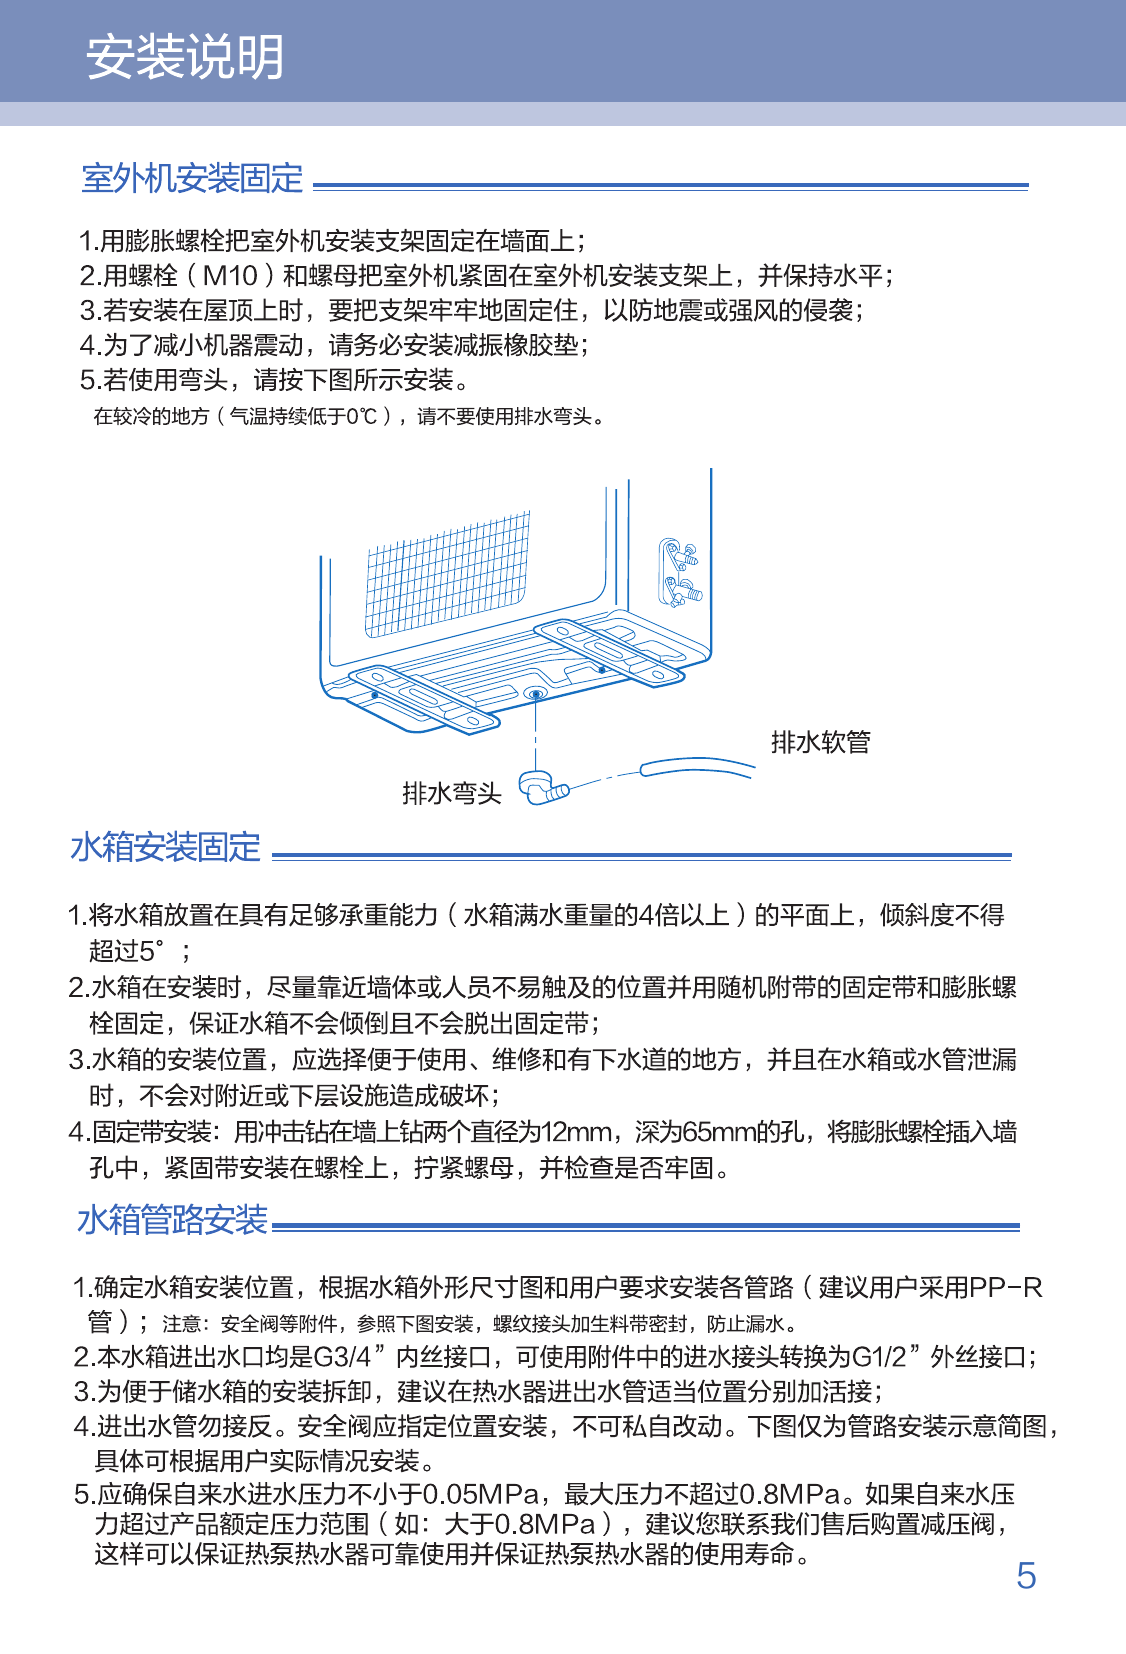 安装说明
室外机安装固定
1.用膨胀螺栓把室外机安装支架固定在墙面上；
2.用螺栓（M10）和螺母把室外机紧固在室外机安装支架上，并保持水平；
3.若安装在屋顶上时，要把支架牢牢地固定住，以防地震或强风的侵袭；
4.为了减小机器震动，请务必安装减振橡胶垫；
5.若使用弯头，请按下图所示安装。
在较冷的地方（气温持续低于0℃），请不要使用排水弯头。
排水软管
排水弯头
水箱安装固定
1.将水箱放置在具有足够承重能力（水箱满水重量的4倍以上）的平面上，倾斜度不得
超过5°；
2.水箱在安装时，尽量靠近墙体或人员不易触及的位置并用随机附带的固定带和膨胀螺
栓固定，保证水箱不会倾倒且不会脱出固定带；
3.水箱的安装位置，应选择便于使用、维修和有下水道的地方，并且在水箱或水管泄漏
时，不会对附近或下层设施造成破坏；
4.固定带安装：用冲击钻在墙上钻两个直径为12mm，深为65mm的孔，将膨胀螺栓插入墙
孔中，紧固带安装在螺栓上，拧紧螺母，并检查是否牢固。
水箱管路安装
1.确定水箱安装位置，根据水箱外形尺寸图和用户要求安装各管路（建议用户采用PP-R
管）；注意：安全阀等附件，参照下图安装，螺纹接头加生料带密封，防止漏水。
2.本水箱进出水口均是G3/4”内丝接口，可使用附件中的进水接头转换为G1/2”外丝接口；
3.为便于储水箱的安装拆卸，建议在热水器进出水管适当位置分别加活接；
4.进出水管勿接反。安全阀应指定位置安装，不可私自改动。下图仅为管路安装示意简图，
具体可根据用户实际情况安装。
5.应确保自来水进水压力不小于0.05MPa，最大压力不超过0.8MPa。如果自来水压
力超过产品额定压力范围（如：大于0.8MPa），建议您联系我们售后购置减压阀，
这样可以保证热泵热水器可靠使用并保证热泵热水器的使用寿命。
5